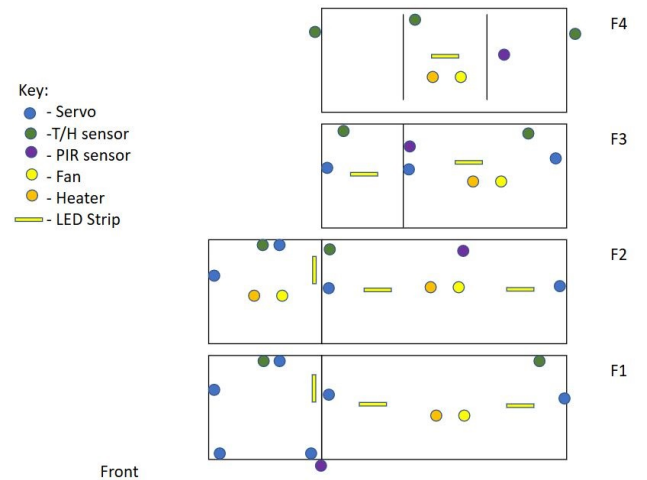 F4
Key:
- Servo
-T/H sensor
- PIR sensor
- Fan
- Heater
- LED Strip
F3
F2
F1
Front